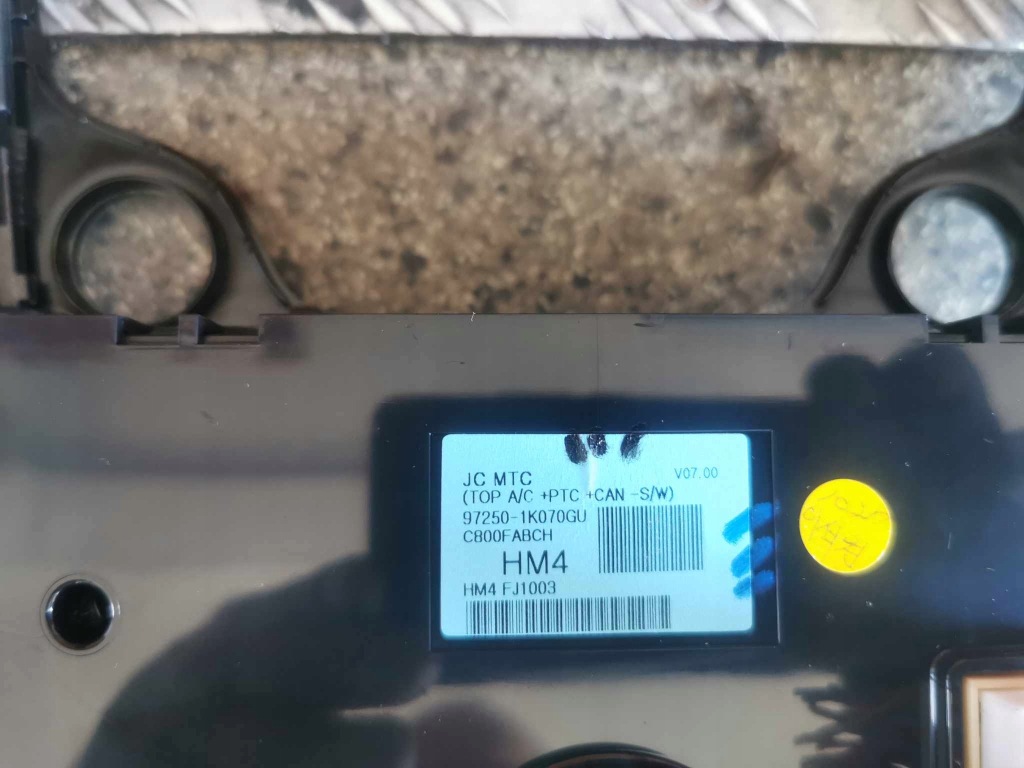 JC MTC
V07.00
(TOP A/C +PTC +CAN -S/W)
97250-1K070GU
C800FABCH
HM4
HM4 FJ1003